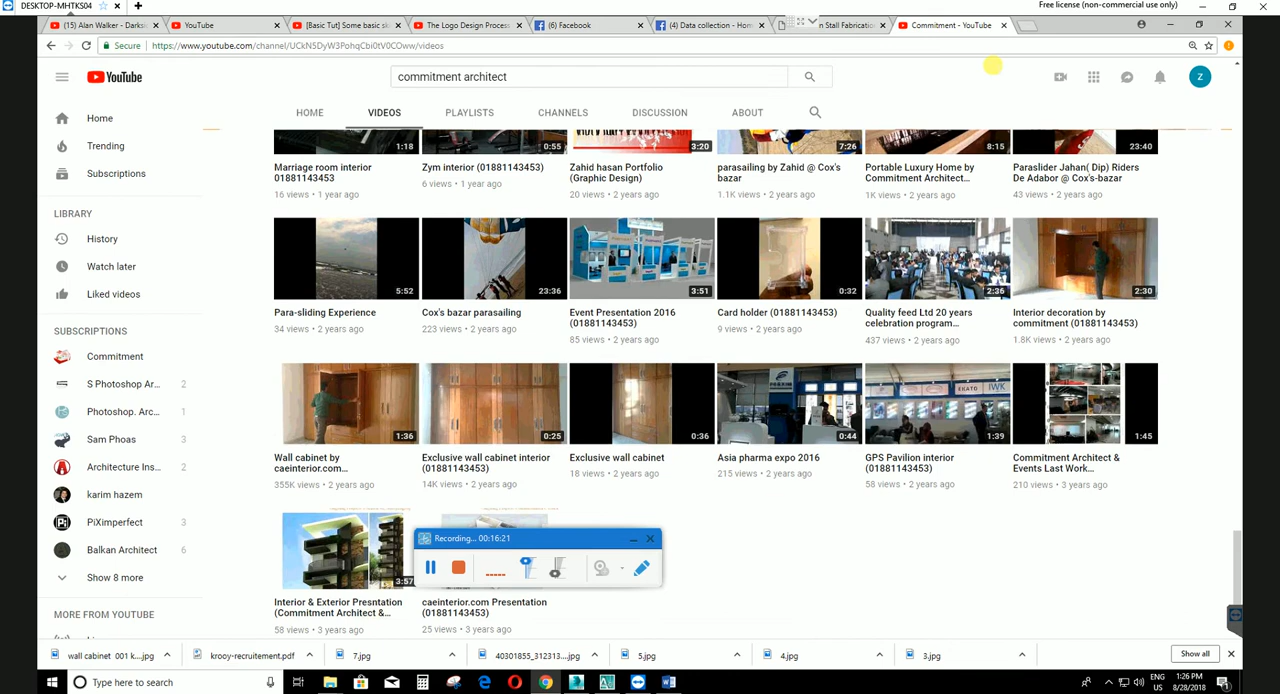 DESKTOP-MHTKS04
Free license (non-commercial use only)
(15) Alan Walker - Darksi
YouTube
[Basic Tut] Some basic sk
The Logo Design Process
(6) Facebook
(4) Data collection - Hom
n Stall Fabrication
Commitment - YouTube
Secure
https://www.youtube.com/channel/UCkN5DyW3PohqCbi0tV0COww/videos
YouTube
commitment architect
Z
HOME
VIDEOS
PLAYLISTS
CHANNELS
DISCUSSION
ABOUT
Home
Trending
Subscriptions
LIBRARY
History
Watch later
Liked videos
SUBSCRIPTIONS
Commitment
S Photoshop Ar... 2
Photoshop. Arc... 1
Sam Phoas 3
Architecture Ins... 2
karim hazem
PiXimperfect 3
Balkan Architect 6
Show 8 more
MORE FROM YOUTUBE
1:18
0:55
3:20
7:26
8:15
23:40
Marriage room interior
01881143453
16 views • 1 year ago
Zym interior (01881143453)
6 views • 1 year ago
Zahid hasan Portfolio
(Graphic Design)
20 views • 2 years ago
parasailing by Zahid @ Cox's
bazar
1.1K views • 2 years ago
Portable Luxury Home by
Commitment Architect...
1K views • 2 years ago
Paraslider Jahan( Dip) Riders
De Adabor @ Cox's-bazar
43 views • 2 years ago
5:52
23:36
3:51
0:32
2:36
2:30
Para-sliding Experience
34 views • 2 years ago
Cox's bazar parasailing
223 views • 2 years ago
Event Presentation 2016
(01881143453)
85 views • 2 years ago
Card holder (01881143453)
9 views • 2 years ago
Quality feed Ltd 20 years
celebration program...
437 views • 2 years ago
Interior decoration by
commitment (01881143453)
1.8K views • 2 years ago
EKATO
IWK
1:36
0:25
0:36
0:44
1:39
1:45
Wall cabinet by
caeinterior.com...
355K views • 2 years ago
Exclusive wall cabinet interior
(01881143453)
14K views • 2 years ago
Exclusive wall cabinet
18 views • 2 years ago
Asia pharma expo 2016
215 views • 2 years ago
GPS Pavilion interior
(01881143453)
58 views • 2 years ago
Commitment Architect &
Events Last Work...
210 views • 3 years ago
3:57
Interior & Exterior Presntation
(Commitment Architect &...
58 views • 3 years ago
caeinterior.com Presentation
(01881143453)
25 views • 3 years ago
Recording... 00:16:21
wall cabinet 001 k....jpg
krooy-recruitement.pdf
7.jpg
40301855_312313....jpg
5.jpg
4.jpg
3.jpg
Show all
Type here to search
ENG
US
1:26 PM
8/28/2018
1